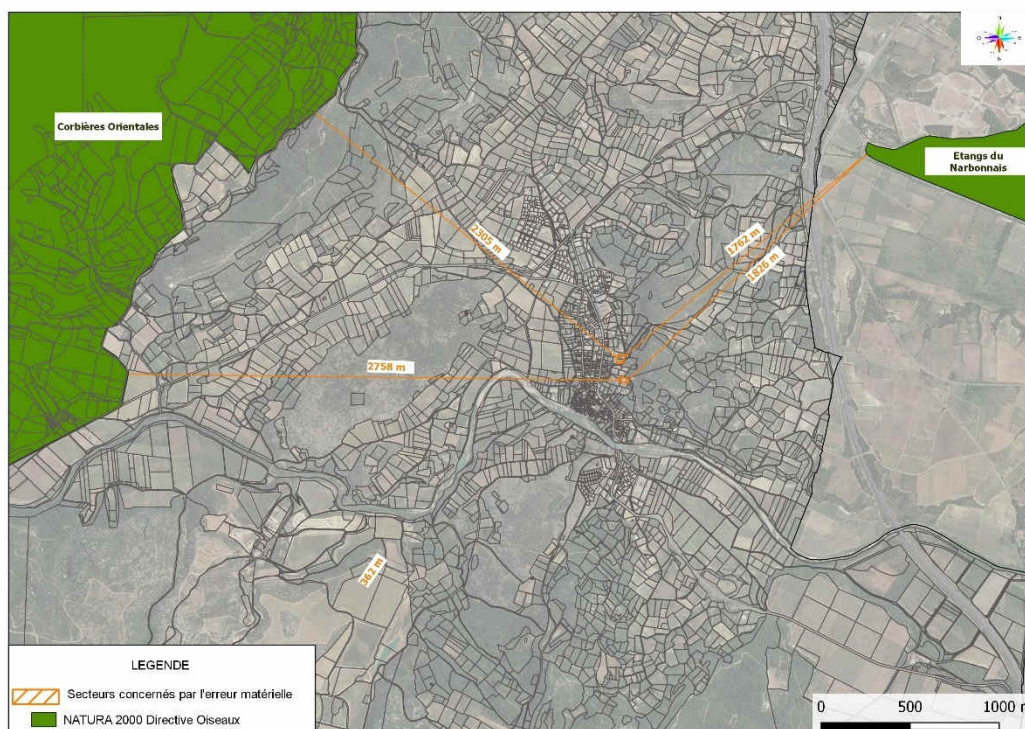 Corbières Orientales
Etangs du
Narbonnais
2305 m
1762 m
1826 m
2758 m
362 m
LEGENDE
Secteurs concernés par l'erreur matérielle
NATURA 2000 Directive Oiseaux
0 500 1000 m